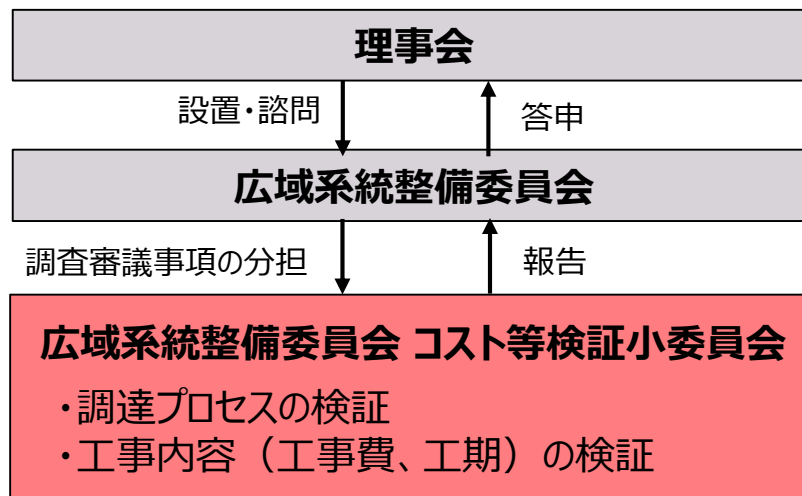 理事会
設置・諮問
答申
広域系統整備委員会
調査審議事項の分担
報告
広域系統整備委員会 コスト等検証小委員会
・調達プロセスの検証
・工事内容（工事費、工期）の検証